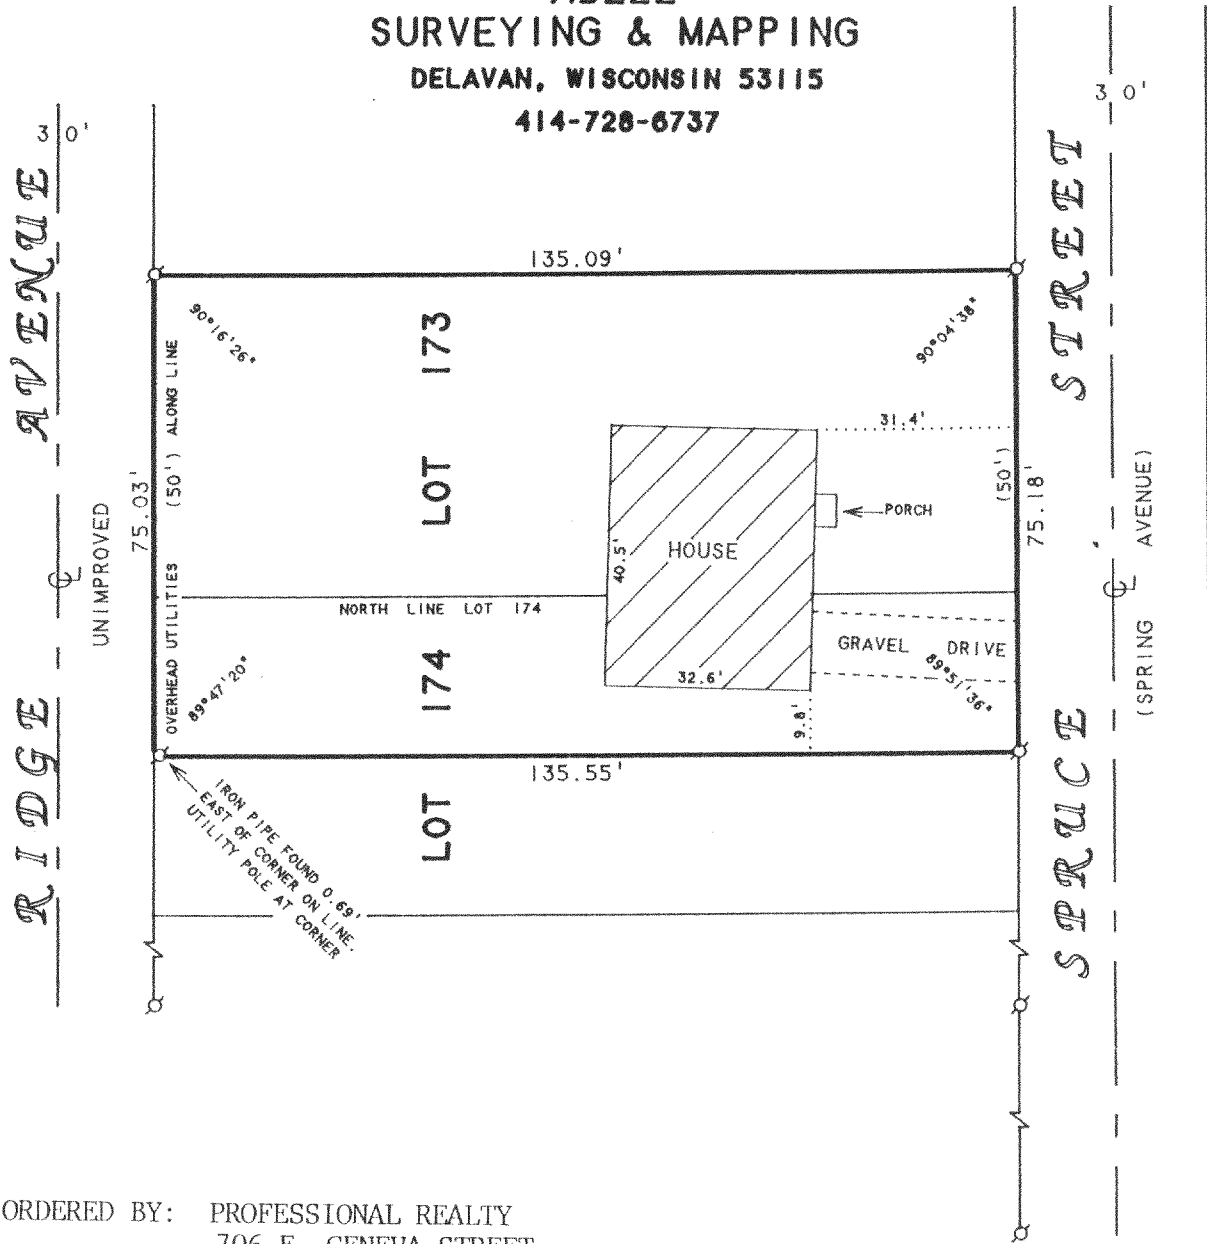 SURVEYING & MAPPING
DELAVAN, WISCONSIN 53115
414-728-6737
30'
30'
RIDGE AVENUE
UNIMPROVED
SPRUCE STREET
(SPRING AVENUE)
135.09'
90°16'26"
90°04'38"
75.03'
OVERHEAD UTILITIES (50') ALONG LINE
LOT 173
31.4'
(50')
75.18'
PORCH
HOUSE
40.5'
NORTH LINE LOT 174
GRAVEL DRIVE
89°47'20"
LOT 174
32.6'
9.8'
89°51'36"
135.55'
IRON PIPE FOUND 0.69'
EAST OF CORNER ON LINE.
UTILITY POLE AT CORNER
ORDERED BY: PROFESSIONAL REALTY
706 E. GENEVA STREET